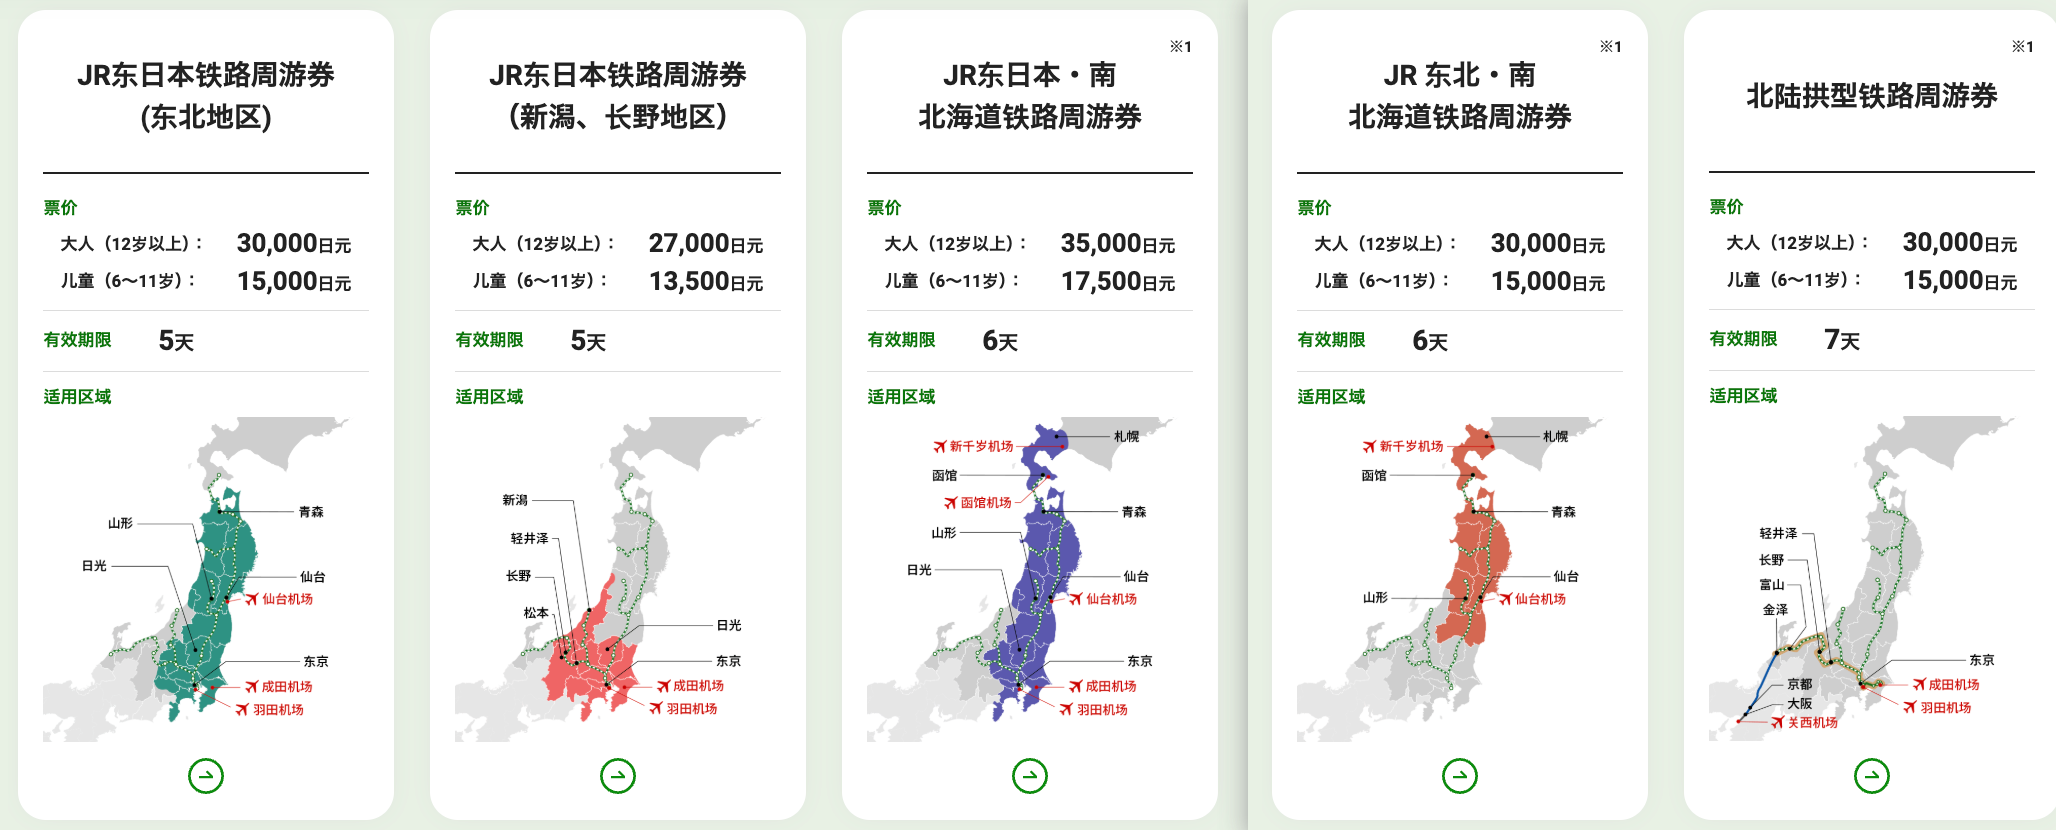 JR东日本铁路周游券
(东北地区)
票价
大人（12岁以上）： 30,000日元
儿童（6～11岁）： 15,000日元
有效期限 5天
适用区域
青森
山形
日光
仙台
仙台机场
东京
成田机场
羽田机场
JR东日本铁路周游券
（新潟、长野地区）
票价
大人（12岁以上）： 27,000日元
儿童（6～11岁）： 13,500日元
有效期限 5天
适用区域
新潟
轻井泽
长野
松本
日光
东京
成田机场
羽田机场
※1
JR东日本・南
北海道铁路周游券
票价
大人（12岁以上）： 35,000日元
儿童（6～11岁）： 17,500日元
有效期限 6天
适用区域
札幌
新千岁机场
函馆
函馆机场
青森
山形
日光
仙台
仙台机场
东京
成田机场
羽田机场
※1
JR 东北・南
北海道铁路周游券
票价
大人（12岁以上）： 30,000日元
儿童（6～11岁）： 15,000日元
有效期限 6天
适用区域
札幌
新千岁机场
函馆
青森
仙台
山形
仙台机场
※1
北陆拱型铁路周游券
票价
大人（12岁以上）： 30,000日元
儿童（6～11岁）： 15,000日元
有效期限 7天
适用区域
轻井泽
长野
富山
金泽
东京
京都
成田机场
大阪
羽田机场
关西机场